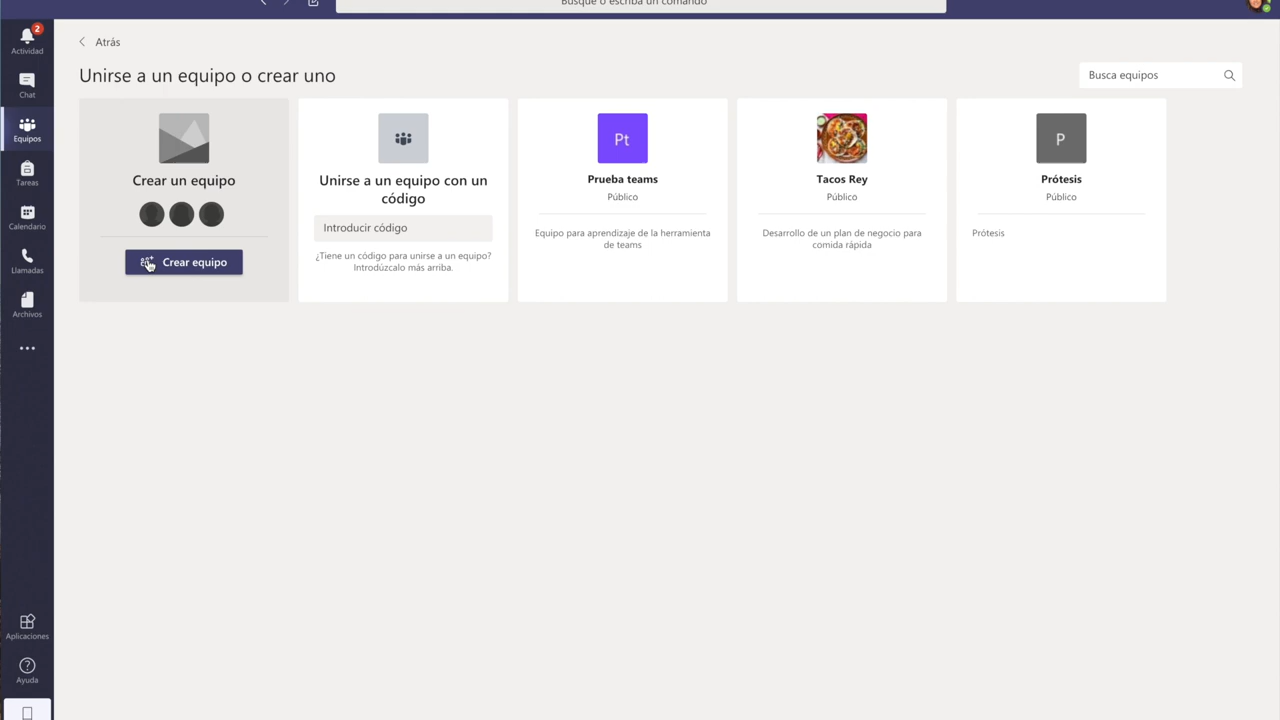 Busque o escriba un comando
2
Actividad
Chat
Equipos
Tareas
Calendario
Llamadas
Archivos
Aplicaciones
Ayuda
Atrás
Unirse a un equipo o crear uno
Busca equipos
Crear un equipo
Crear equipo
Unirse a un equipo con un
código
Introducir código
¿Tiene un código para unirse a un equipo?
Introdúzcalo más arriba.
Pt
Prueba teams
Público
Equipo para aprendizaje de la herramienta
de teams
Tacos Rey
Público
Desarrollo de un plan de negocio para
comida rápida
P
Prótesis
Público
Prótesis